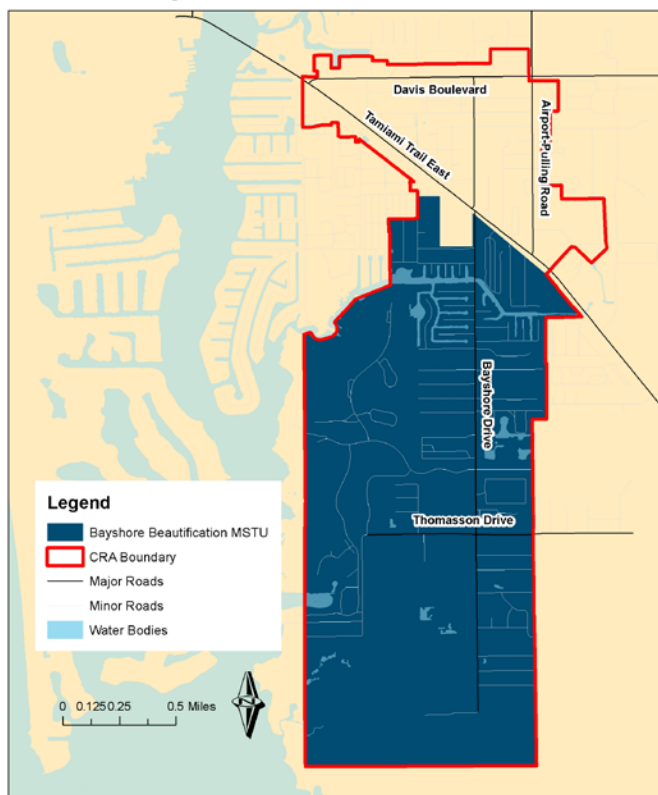 Davis Boulevard
Tamiami Trail East
Airport-Pulling Road
Bayshore Drive
Thomasson Drive
Legend
Bayshore Beautification MSTU
CRA Boundary
Major Roads
Minor Roads
Water Bodies
0 0.125 0.25 0.5 Miles